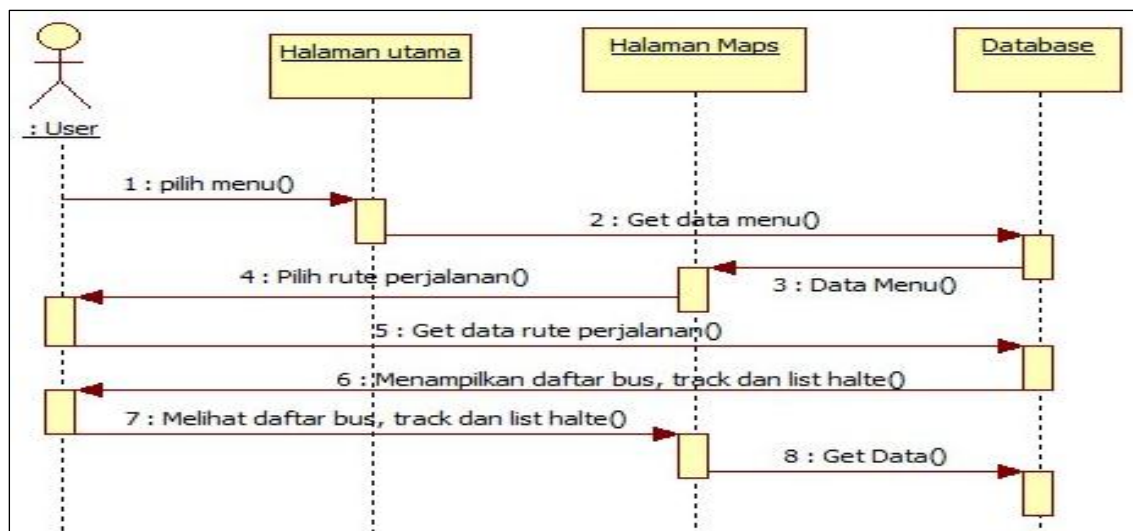 Halaman utama
Halaman Maps
Database
: User
1 : pilih menu()
2 : Get data menu()
3 : Data Menu()
4 : Pilih rute perjalanan()
5 : Get data rute perjalanan()
6 : Menampilkan daftar bus, track dan list halte()
7 : Melihat daftar bus, track dan list halte()
8 : Get Data()